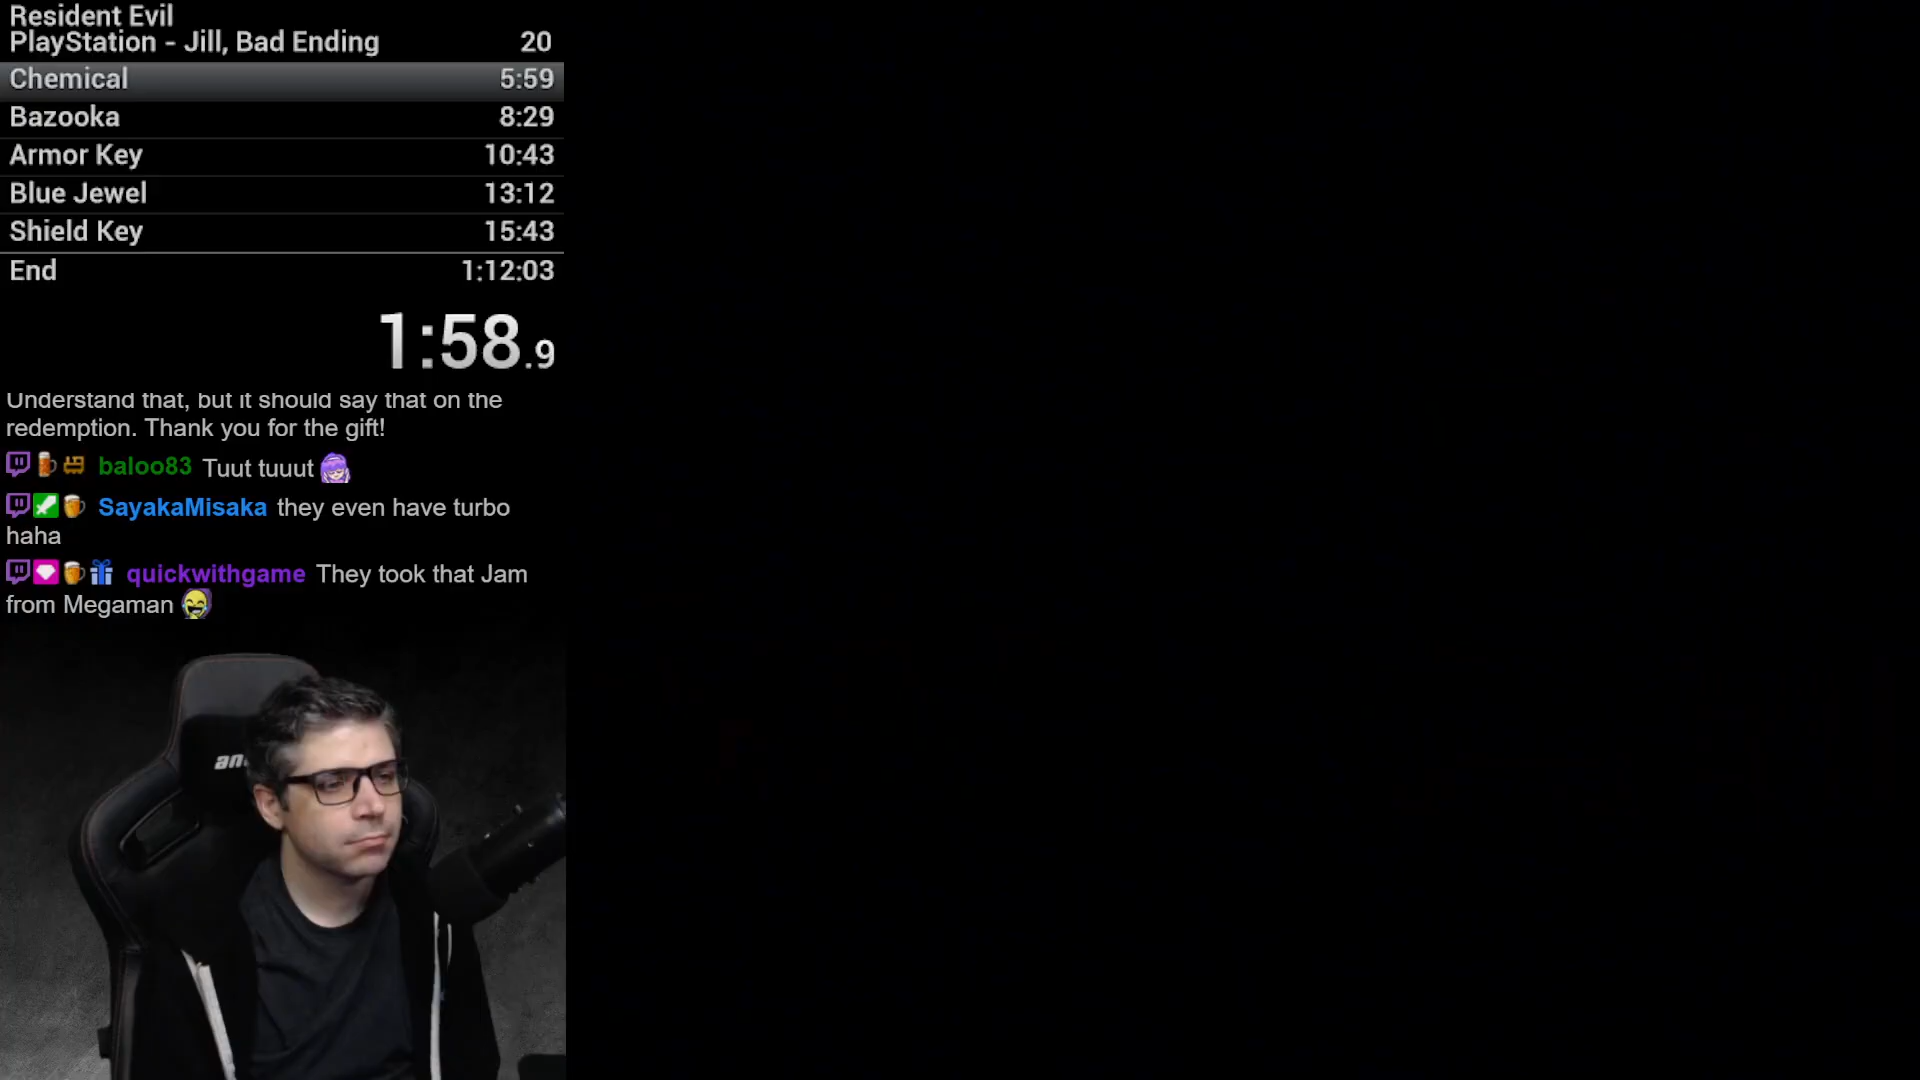 Resident Evil
PlayStation - Jill, Bad Ending 20
Chemical 5:59
Bazooka 8:29
Armor Key 10:43
Blue Jewel 13:12
Shield Key 15:43
End 1:12:03
1:58.9
Understand that, but it should say that on the
redemption. Thank you for the gift!
baloo83 Tuut tuuut
SayakaMisaka they even have turbo
haha
quickwithgame They took that Jam
from Megaman
an